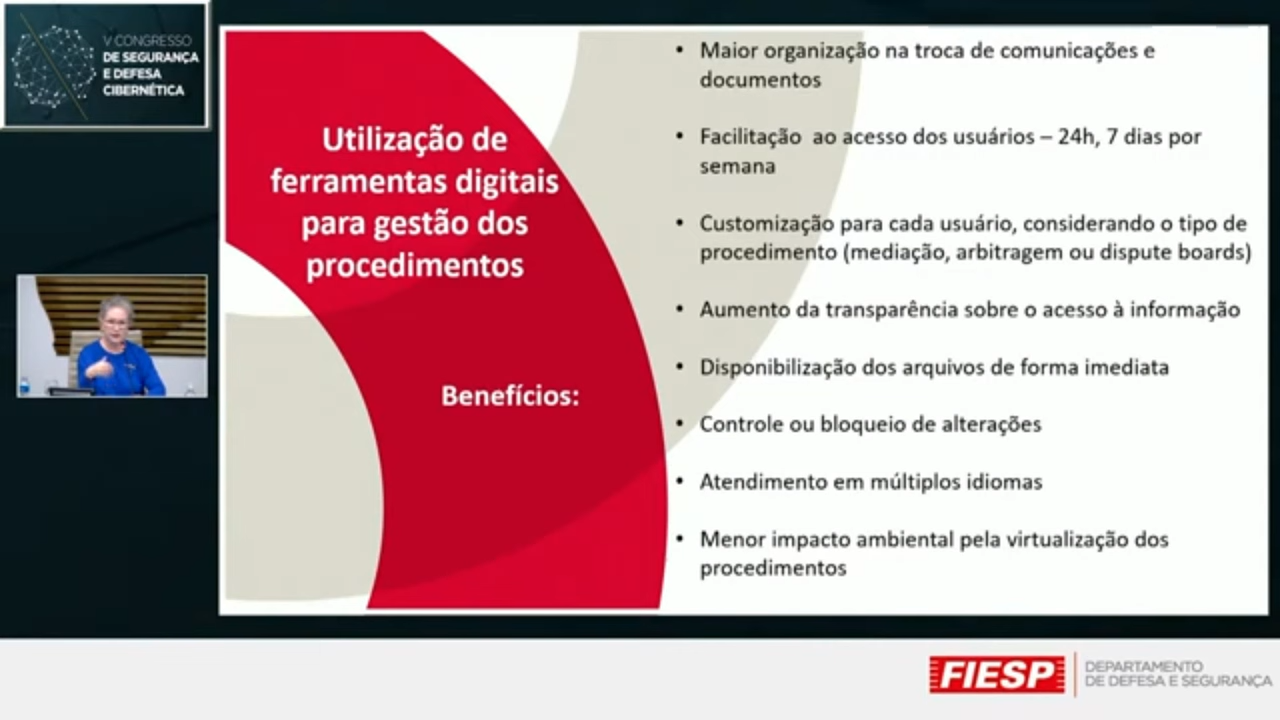 V CONGRESSO
DE SEGURANÇA
E DEFESA
CIBERNÉTICA
Utilização de
ferramentas digitais
para gestão dos
procedimentos
Benefícios:
• Maior organização na troca de comunicações e
documentos
• Facilitação ao acesso dos usuários – 24h, 7 dias por
semana
• Customização para cada usuário, considerando o tipo de
procedimento (mediação, arbitragem ou dispute boards)
• Aumento da transparência sobre o acesso à informação
• Disponibilização dos arquivos de forma imediata
• Controle ou bloqueio de alterações
• Atendimento em múltiplos idiomas
• Menor impacto ambiental pela virtualização dos
procedimentos
FIESP
DEPARTAMENTO
DE DEFESA E SEGURANÇA